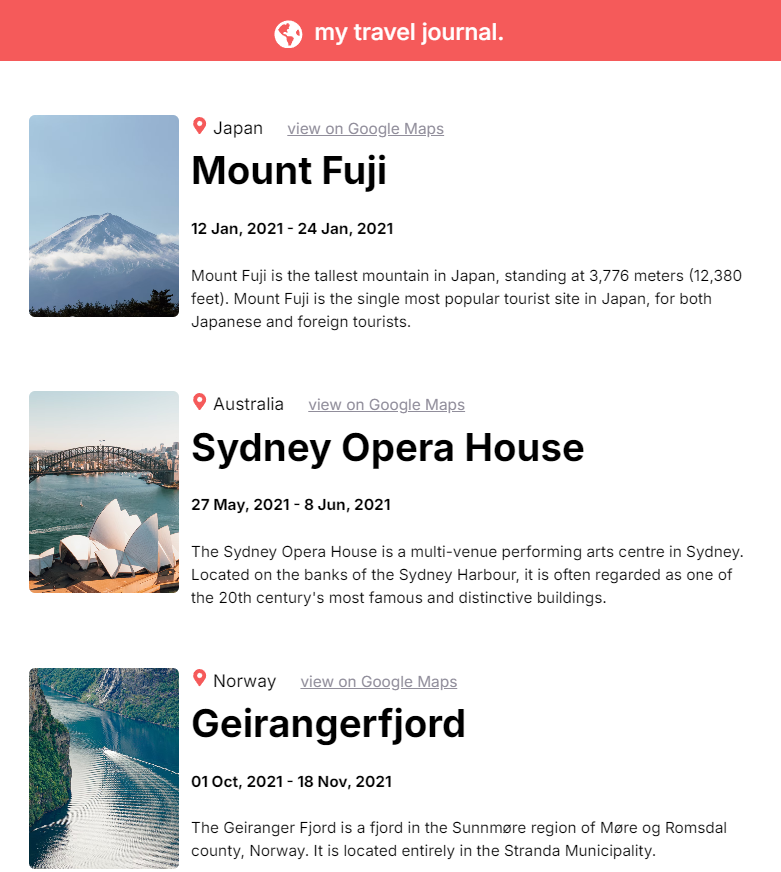 my travel journal.
Japan view on Google Maps
Mount Fuji
12 Jan, 2021 - 24 Jan, 2021
Mount Fuji is the tallest mountain in Japan, standing at 3,776 meters (12,380
feet). Mount Fuji is the single most popular tourist site in Japan, for both
Japanese and foreign tourists.
Australia view on Google Maps
Sydney Opera House
27 May, 2021 - 8 Jun, 2021
The Sydney Opera House is a multi-venue performing arts centre in Sydney.
Located on the banks of the Sydney Harbour, it is often regarded as one of
the 20th century's most famous and distinctive buildings.
Norway view on Google Maps
Geirangerfjord
01 Oct, 2021 - 18 Nov, 2021
The Geiranger Fjord is a fjord in the Sunnmøre region of Møre og Romsdal
county, Norway. It is located entirely in the Stranda Municipality.